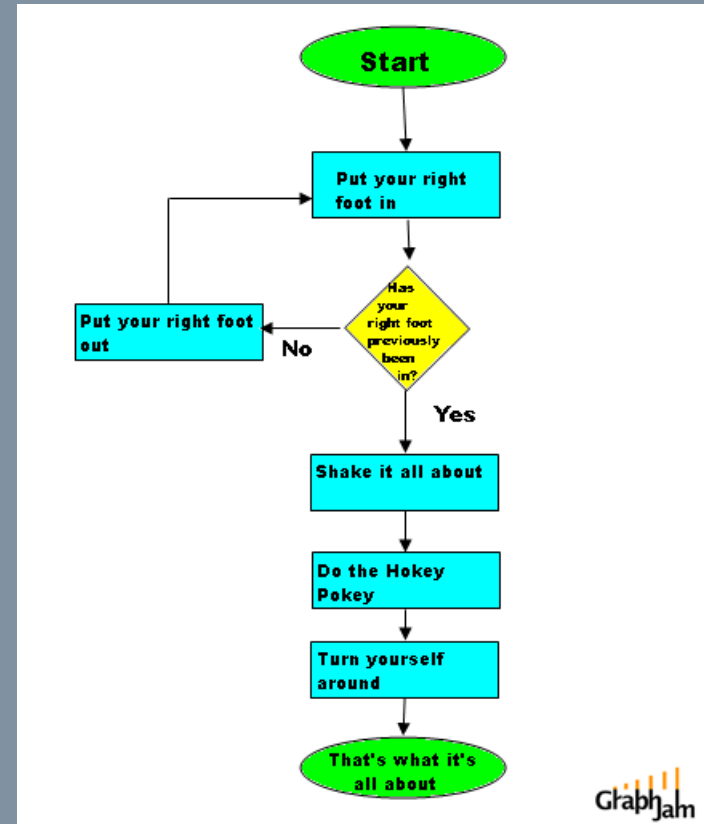 Start
Put your right
foot in
Has
your
right foot
previously
been
in?
Put your right foot
out
No
Yes
Shake it all about
Do the Hokey
Pokey
Turn yourself
around
That's what it's
all about
GraphJam